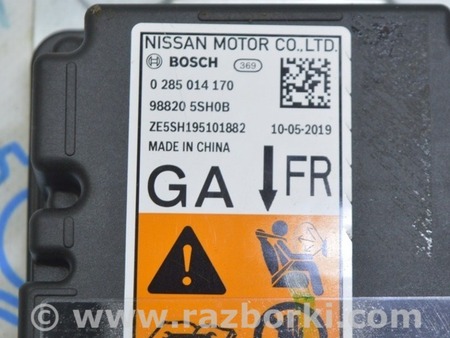 NISSAN MOTOR CO., LTD.
BOSCH 369
0 285 014 170
98820 5SH0B
ZE5SH195101882 10-05-2019
MADE IN CHINA
GA FR
© www.razborki.com